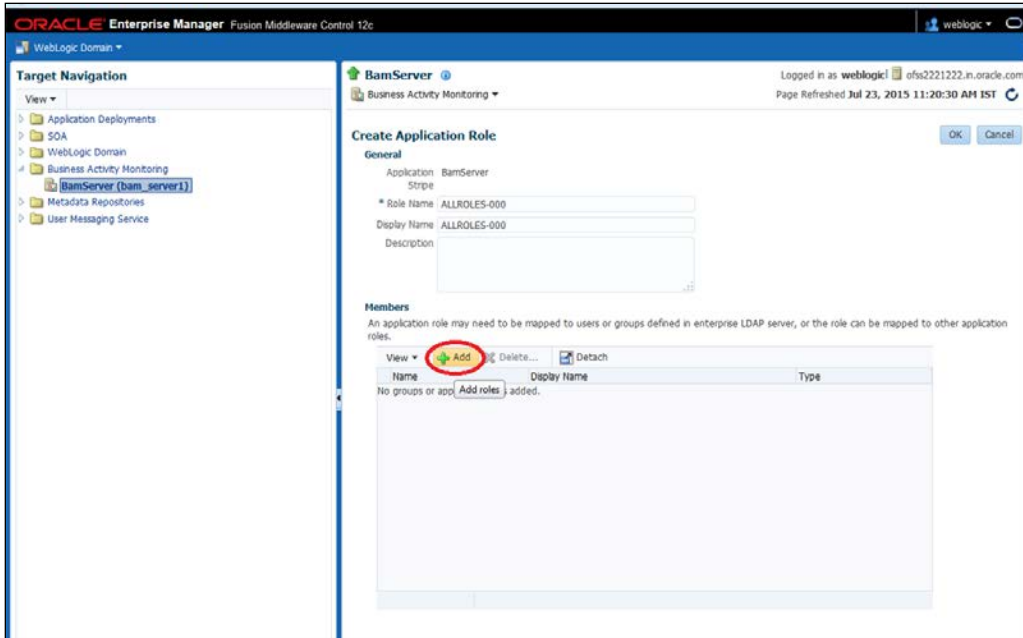 ORACLE Enterprise Manager Fusion Middleware Control 12c
weblogic
WebLogic Domain
Target Navigation
View
Application Deployments
SOA
WebLogic Domain
Business Activity Monitoring
BamServer (bam_server1)
Metadata Repositories
User Messaging Service
BamServer
Logged in as weblogic| ofss2221222.in.oracle.com
Business Activity Monitoring
Page Refreshed Jul 23, 2015 11:20:30 AM IST
Create Application Role
OK Cancel
General
Application Stripe BamServer
* Role Name ALLROLES-000
Display Name ALLROLES-000
Description
Members
An application role may need to be mapped to users or groups defined in enterprise LDAP server, or the role can be mapped to other application
roles.
View Add Delete... Detach
Name Display Name Type
No groups or app s added.
Add roles